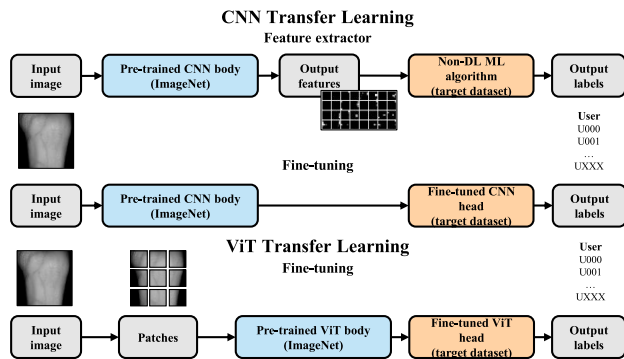 CNN Transfer Learning
Feature extractor
Input
image
Pre-trained CNN body
(ImageNet)
Output
features
Non-DL ML
algorithm
(target dataset)
Output
labels
User
U000
U001
...
UXXX
Fine-tuning
Input
image
Pre-trained CNN body
(ImageNet)
Fine-tuned CNN
head
(target dataset)
Output
labels
ViT Transfer Learning
Fine-tuning
User
U000
U001
...
UXXX
Input
image
Patches
Pre-trained ViT body
(ImageNet)
Fine-tuned ViT
head
(target dataset)
Output
labels